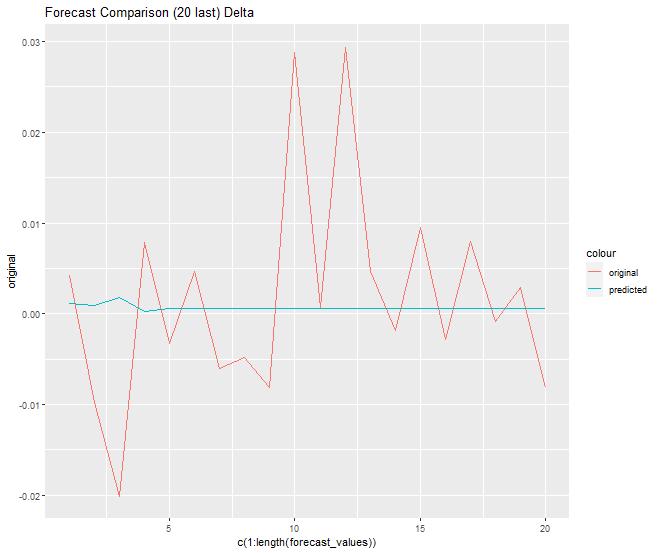 Forecast Comparison (20 last) Delta
0.03
0.02
0.01
0.00
-0.01
-0.02
original
5
10
15
20
c(1:length(forecast_values))
colour
original
predicted